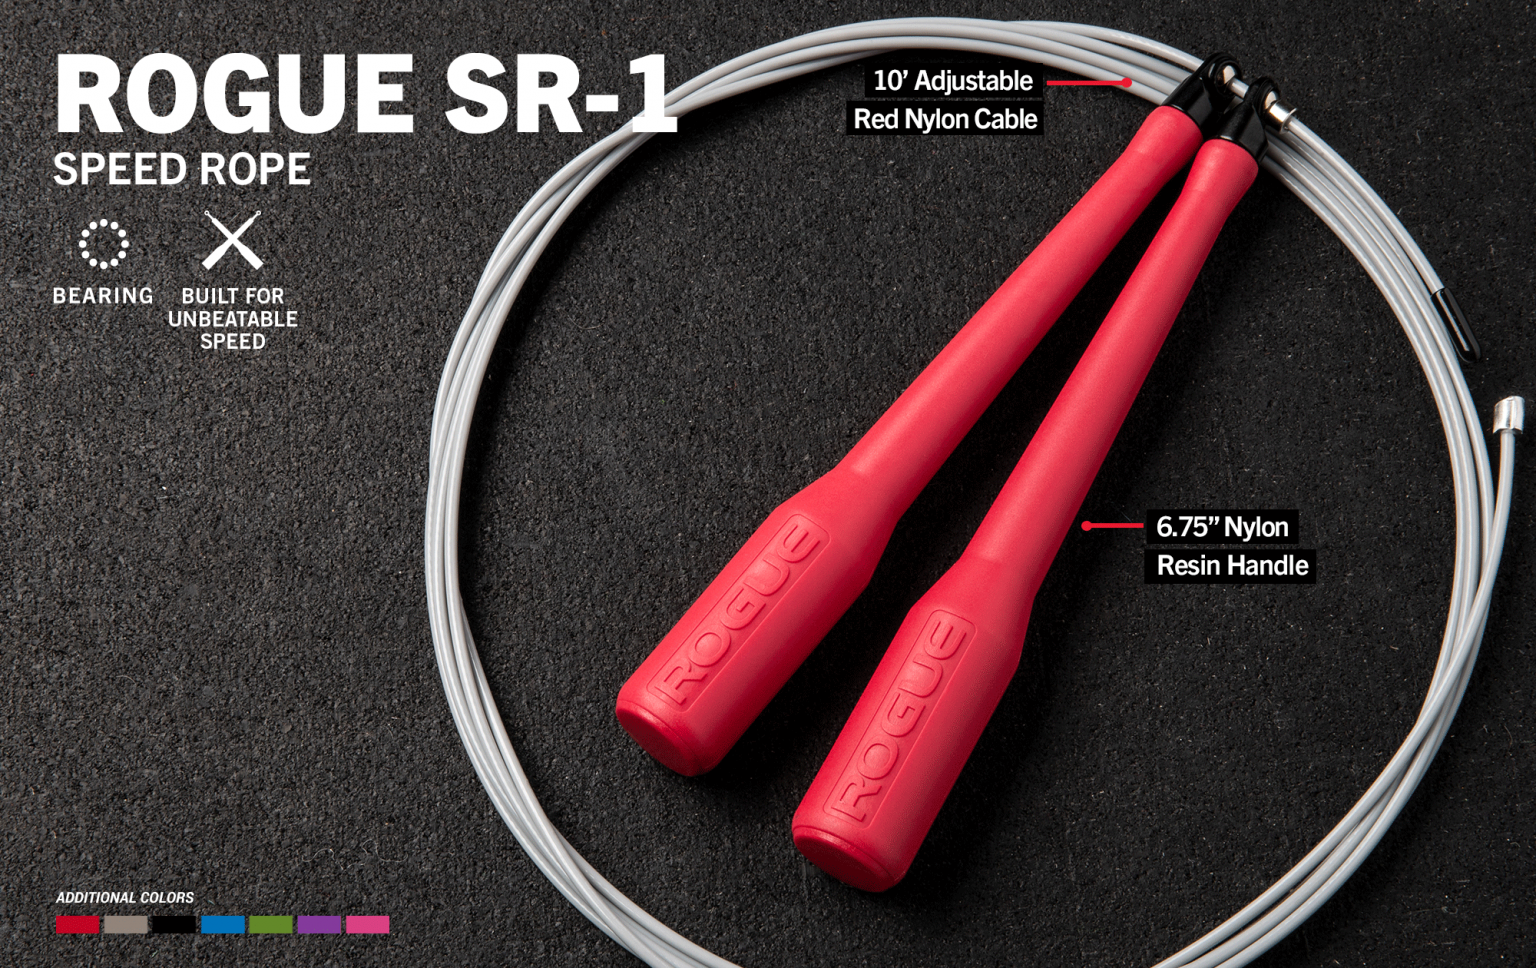 ROGUE SR-1
SPEED ROPE
BEARING
BUILT FOR
UNBEATABLE
SPEED
10’ Adjustable
Red Nylon Cable
6.75” Nylon
Resin Handle
ROGUE
ROGUE
ADDITIONAL COLORS